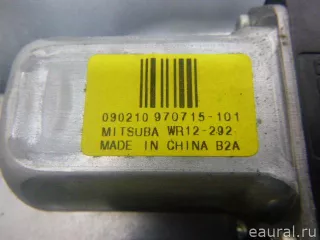 090210 970715-101
MITSUBA WR12-292
MADE IN CHINA B2A
© eaural.ru